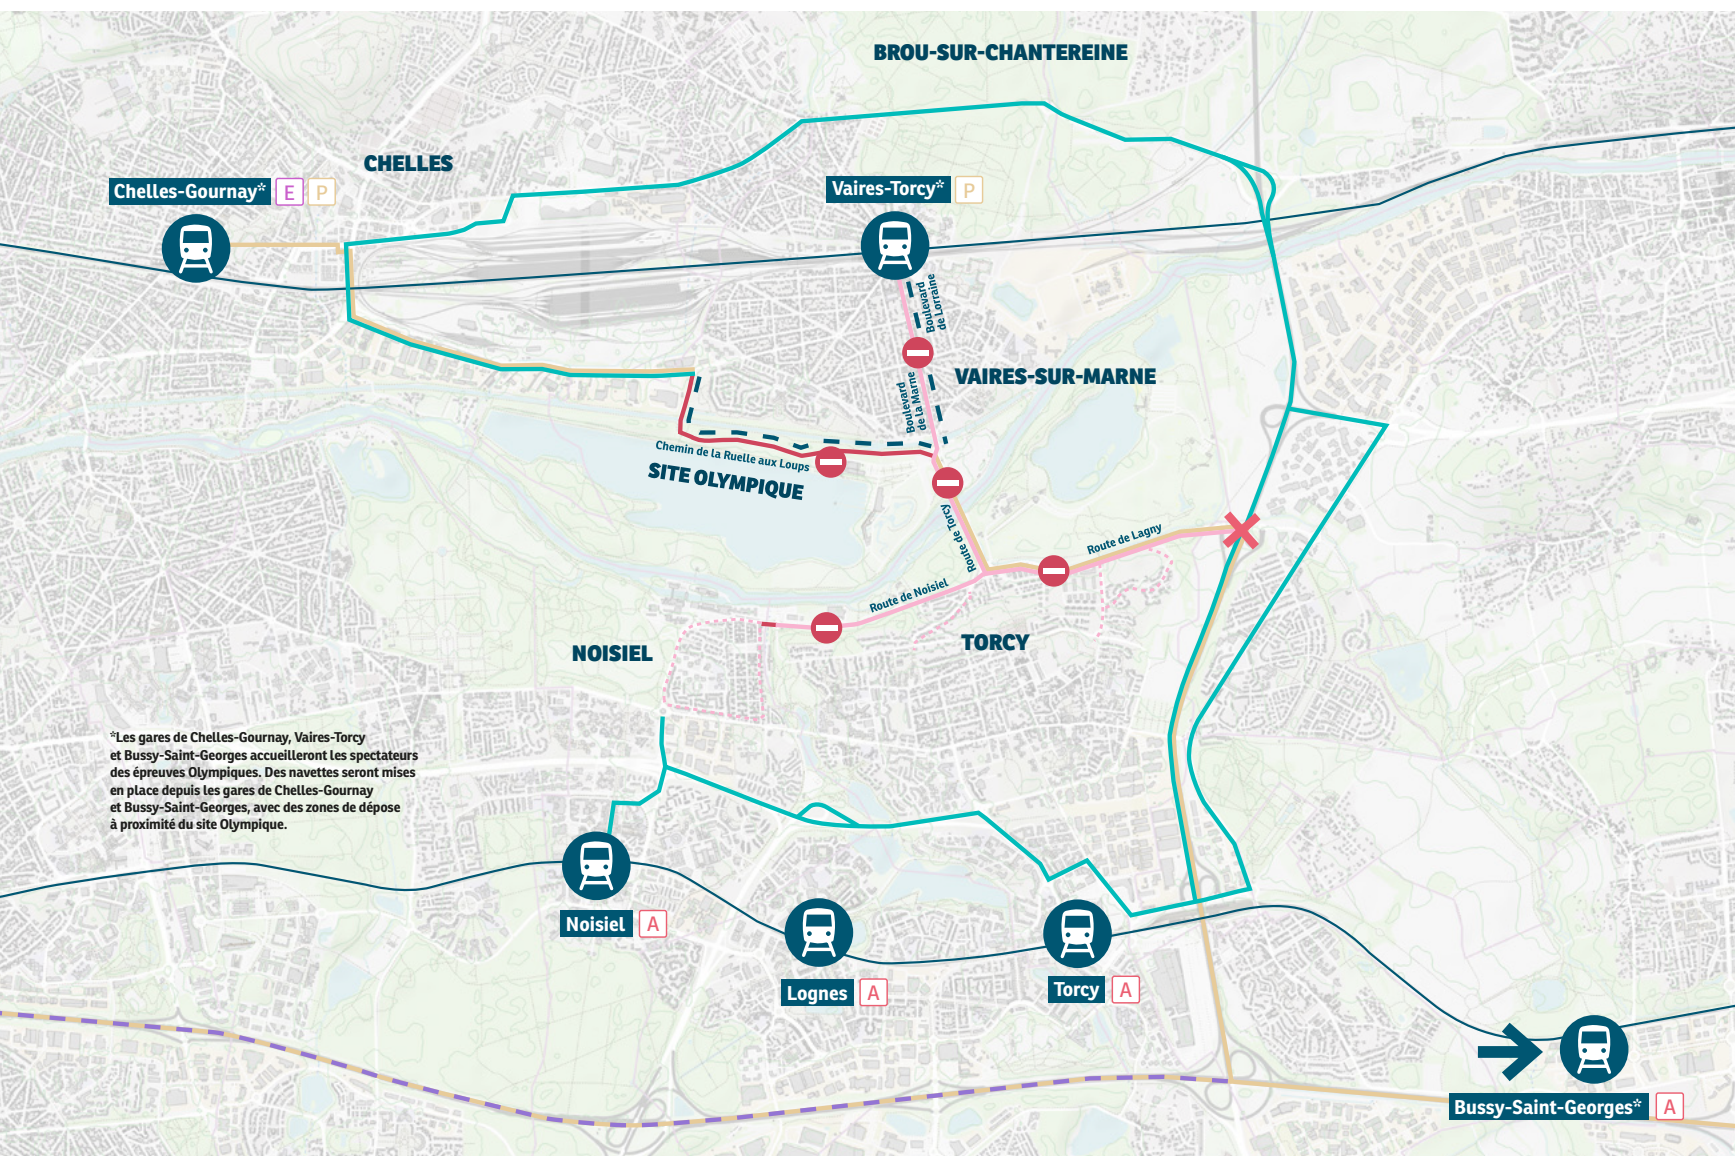 BROU-SUR-CHANTEREINE
CHELLES
Chelles-Gournay* E P
Vaires-Torcy* P
Boulevard
de Lorraine
VAIRES-SUR-MARNE
Boulevard
de la Marne
Chemin de la Ruelle aux Loups
SITE OLYMPIQUE
Route de Torcy
Route de Lagny
Route de Noisiel
NOISIEL
TORCY
*Les gares de Chelles-Gournay, Vaires-Torcy
et Bussy-Saint-Georges accueilleront les spectateurs
des épreuves Olympiques. Des navettes seront mises
en place depuis les gares de Chelles-Gournay
et Bussy-Saint-Georges, avec des zones de dépose
à proximité du site Olympique.
Noisiel A
Lognes A
Torcy A
Bussy-Saint-Georges* A